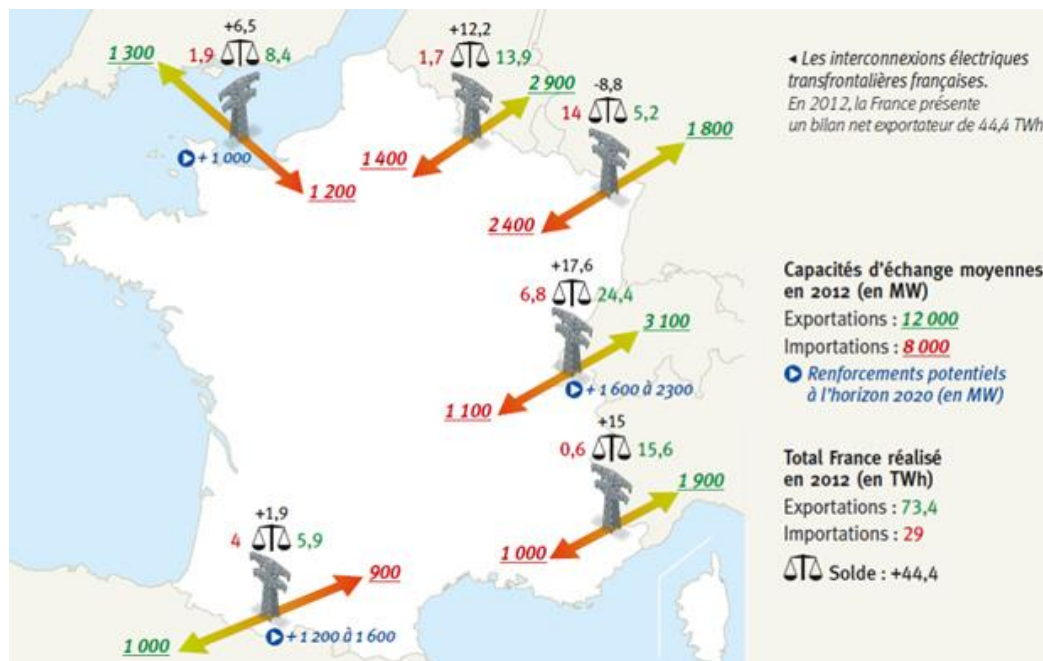 +6,5
1 300
1,9 8,4
+ 1 000
1 200
+12,2
1,7 13,9
2 900
1 400
-8,8
14 5,2
1 800
2 400
+17,6
6,8 24,4
3 100
+ 1 600 à 2300
1 100
+15
0,6 15,6
1 900
1 000
+1,9
4 5,9
900
+ 1 200 à 1 600
1 000
◂ Les interconnexions électriques
transfrontalières françaises.
En 2012, la France présente
un bilan net exportateur de 44,4 TWh
Capacités d'échange moyennes
en 2012 (en MW)
Exportations : 12 000
Importations : 8 000
Renforcements potentiels
à l'horizon 2020 (en MW)
Total France réalisé
en 2012 (en TWh)
Exportations : 73,4
Importations : 29
Solde : +44,4